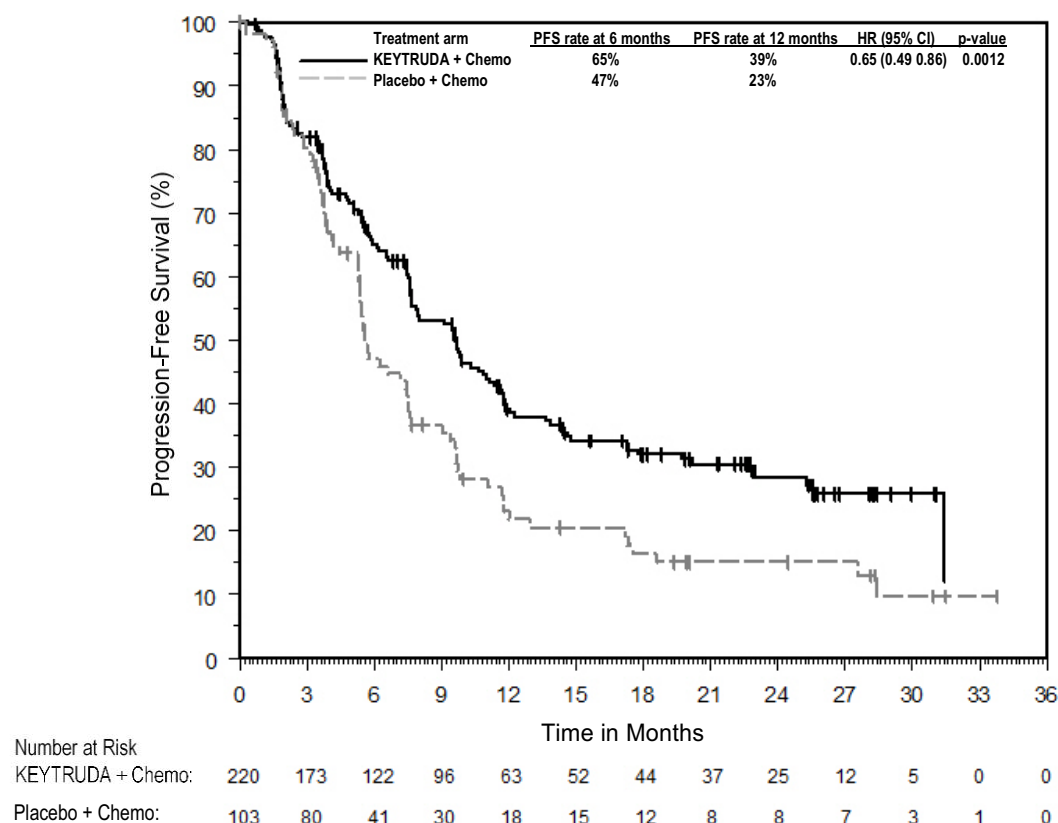 Treatment arm PFS rate at 6 months PFS rate at 12 months HR (95% CI) p-value
KEYTRUDA + Chemo 65% 39% 0.65 (0.49 0.86) 0.0012
Placebo + Chemo 47% 23%
Progression-Free Survival (%)
100
90
80
70
60
50
40
30
20
10
0
0 3 6 9 12 15 18 21 24 27 30 33 36
Time in Months
Number at Risk
KEYTRUDA + Chemo: 220 173 122 96 63 52 44 37 25 12 5 0 0
Placebo + Chemo: 103 80 41 30 18 15 12 8 8 7 3 1 0